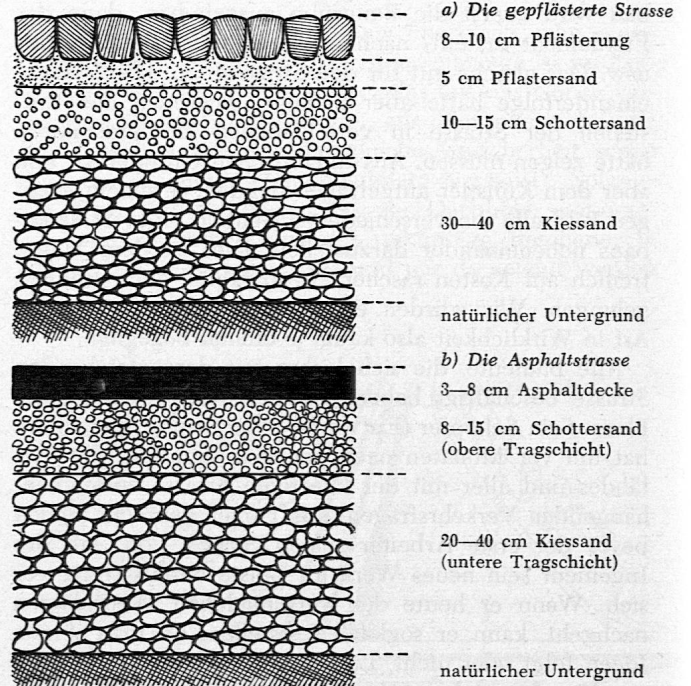 a) Die gepflästerte Strasse
8—10 cm Pflästerung
5 cm Pflastersand
10—15 cm Schottersand
30—40 cm Kiessand
natürlicher Untergrund
b) Die Asphaltstrasse
3—8 cm Asphaltdecke
8—15 cm Schottersand
(obere Tragschicht)
20—40 cm Kiessand
(untere Tragschicht)
natürlicher Untergrund